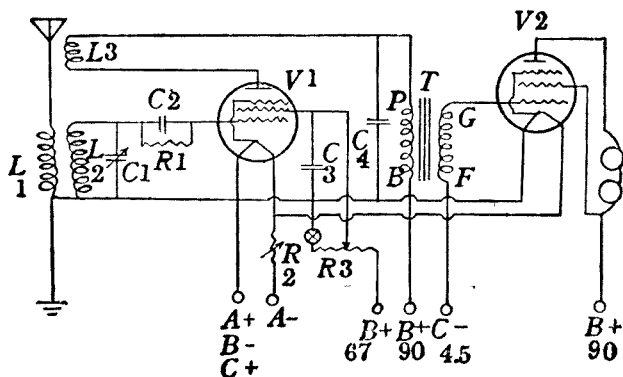 V2
L3
V1
C2
P T
G
L 1
L 2
C1
R1
C 3
C 4
B
F
R 2
R3
A+ A-
B-
C+
B+ 67
B+ 90
C- 4.5
B+ 90